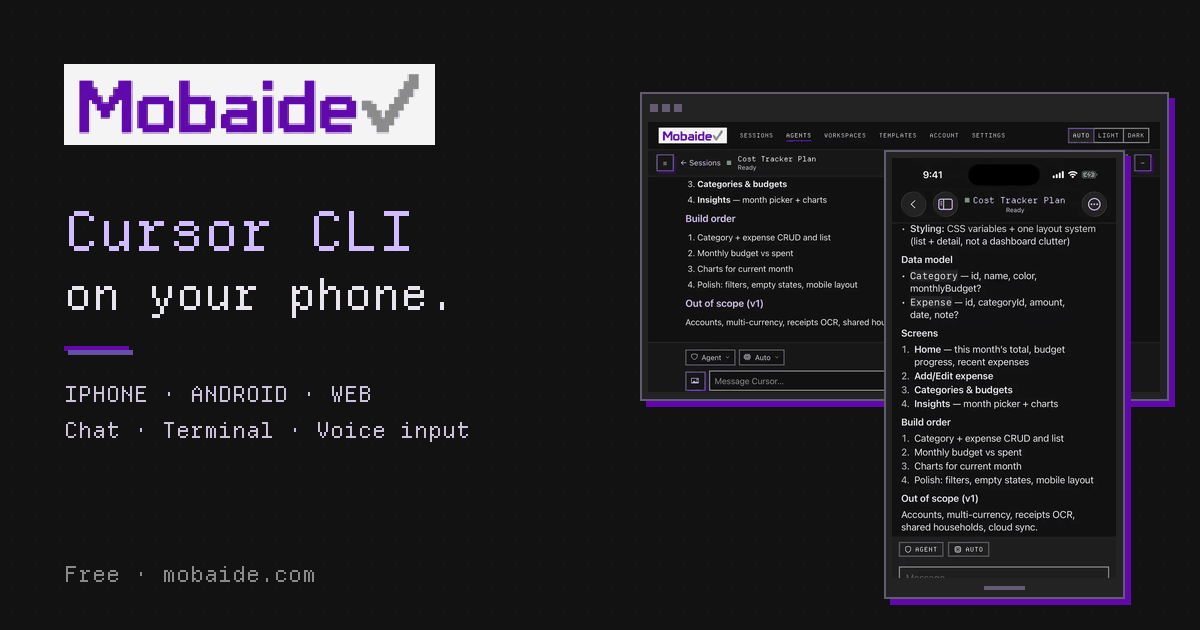 Mobaide
Cursor CLI
on your phone.
IPHONE · ANDROID · WEB
Chat · Terminal · Voice input
Free · mobaide.com
Mobaide SESSIONS AGENTS WORKSPACES TEMPLATES ACCOUNT SETTINGS AUTO LIGHT DARK
← Sessions Cost Tracker Plan
Ready
3. Categories & budgets
4. Insights — month picker + charts
Build order
1. Category + expense CRUD and list
2. Monthly budget vs spent
3. Charts for current month
4. Polish: filters, empty states, mobile layout
Out of scope (v1)
Accounts, multi-currency, receipts OCR, shared hou
Agent Auto
Message Cursor...
9:41
Cost Tracker Plan
Ready
• Styling: CSS variables + one layout system
(list + detail, not a dashboard clutter)
Data model
• Category — id, name, color,
monthlyBudget?
• Expense — id, categoryId, amount,
date, note?
Screens
1. Home — this month's total, budget
progress, recent expenses
2. Add/Edit expense
3. Categories & budgets
4. Insights — month picker + charts
Build order
1. Category + expense CRUD and list
2. Monthly budget vs spent
3. Charts for current month
4. Polish: filters, empty states, mobile layout
Out of scope (v1)
Accounts, multi-currency, receipts OCR,
shared households, cloud sync.
AGENT AUTO